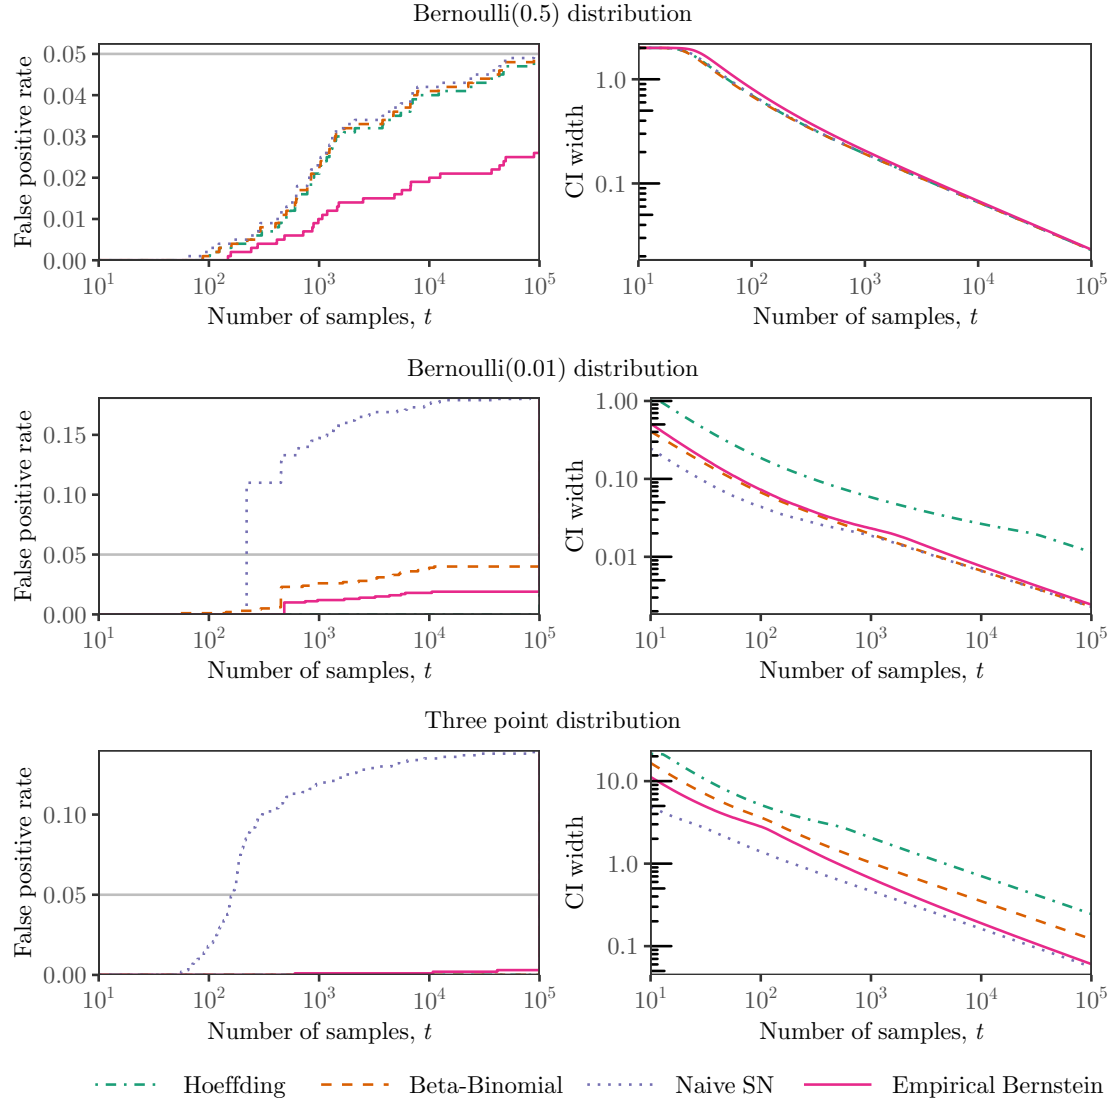 Bernoulli(0.5) distribution
False positive rate
0.05
0.04
0.03
0.02
0.01
0.00
10^1 10^2 10^3 10^4 10^5
Number of samples, t
CI width
1.0
0.1
10^1 10^2 10^3 10^4 10^5
Number of samples, t
Bernoulli(0.01) distribution
False positive rate
0.15
0.10
0.05
0.00
10^1 10^2 10^3 10^4 10^5
Number of samples, t
CI width
1.00
0.10
0.01
10^1 10^2 10^3 10^4 10^5
Number of samples, t
Three point distribution
False positive rate
0.10
0.05
0.00
10^1 10^2 10^3 10^4 10^5
Number of samples, t
CI width
10.0
1.0
0.1
10^1 10^2 10^3 10^4 10^5
Number of samples, t
Hoeffding Beta-Binomial Naive SN Empirical Bernstein